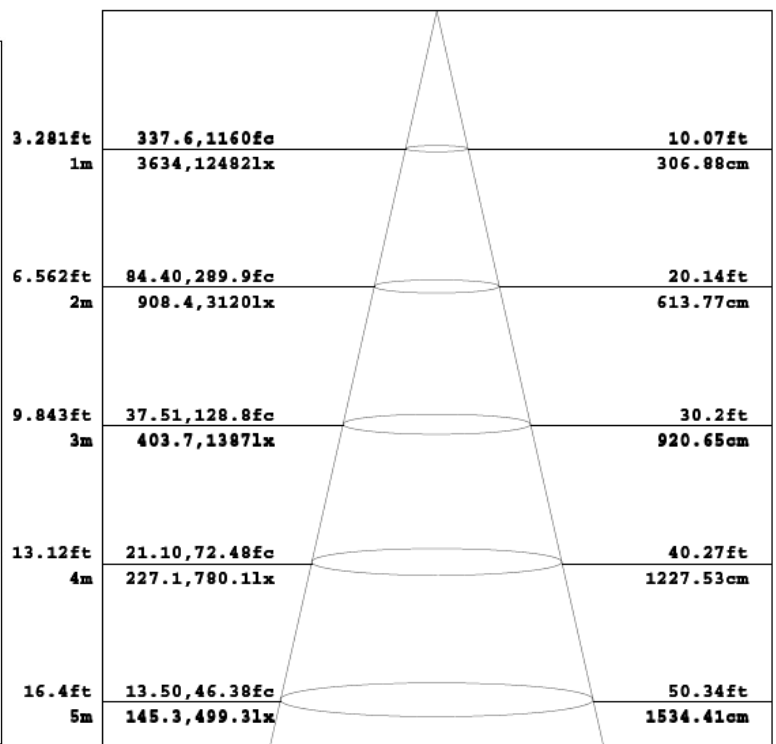 3.281ft 337.6,1160fc 10.07ft
1m 3634,12482lx 306.88cm
6.562ft 84.40,289.9fc 20.14ft
2m 908.4,3120lx 613.77cm
9.843ft 37.51,128.8fc 30.2ft
3m 403.7,1387lx 920.65cm
13.12ft 21.10,72.48fc 40.27ft
4m 227.1,780.1lx 1227.53cm
16.4ft 13.50,46.38fc 50.34ft
5m 145.3,499.3lx 1534.41cm